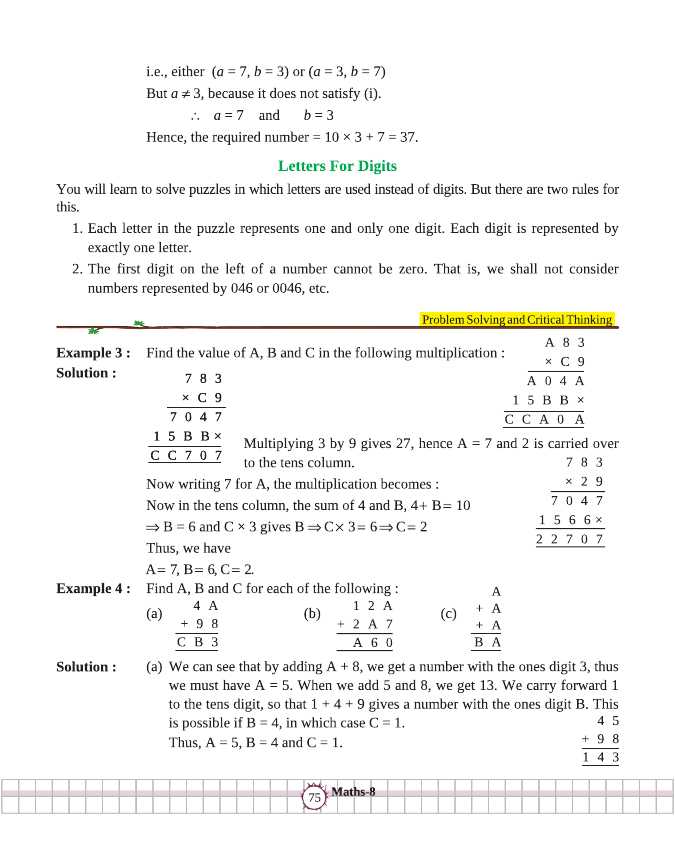 i.e., either (a = 7, b = 3) or (a = 3, b = 7)
But a ≠ 3, because it does not satisfy (i).
∴ a = 7 and b = 3
Hence, the required number = 10 × 3 + 7 = 37.
Letters For Digits
You will learn to solve puzzles in which letters are used instead of digits. But there are two rules for
this.
1. Each letter in the puzzle represents one and only one digit. Each digit is represented by
exactly one letter.
2. The first digit on the left of a number cannot be zero. That is, we shall not consider
numbers represented by 046 or 0046, etc.
Problem Solving and Critical Thinking
Example 3 : Find the value of A, B and C in the following multiplication :
A 8 3
× C 9
A 0 4 A
1 5 B B ×
C C A 0 A
Solution :
7 8 3
× C 9
7 0 4 7
1 5 B B ×
C C 7 0 7
Multiplying 3 by 9 gives 27, hence A = 7 and 2 is carried over
to the tens column.
Now writing 7 for A, the multiplication becomes :
Now in the tens column, the sum of 4 and B, 4+ B= 10
⇒ B = 6 and C × 3 gives B ⇒ C× 3= 6⇒ C= 2
Thus, we have
A= 7, B= 6, C= 2.
7 8 3
× 2 9
7 0 4 7
1 5 6 6 ×
2 2 7 0 7
Example 4 : Find A, B and C for each of the following :
(a)
4 A
+ 9 8
C B 3
(b)
1 2 A
+ 2 A 7
A 6 0
(c)
A
+ A
+ A
B A
Solution : (a) We can see that by adding A + 8, we get a number with the ones digit 3, thus
we must have A = 5. When we add 5 and 8, we get 13. We carry forward 1
to the tens digit, so that 1 + 4 + 9 gives a number with the ones digit B. This
is possible if B = 4, in which case C = 1.
Thus, A = 5, B = 4 and C = 1.
4 5
+ 9 8
1 4 3
75 Maths-8